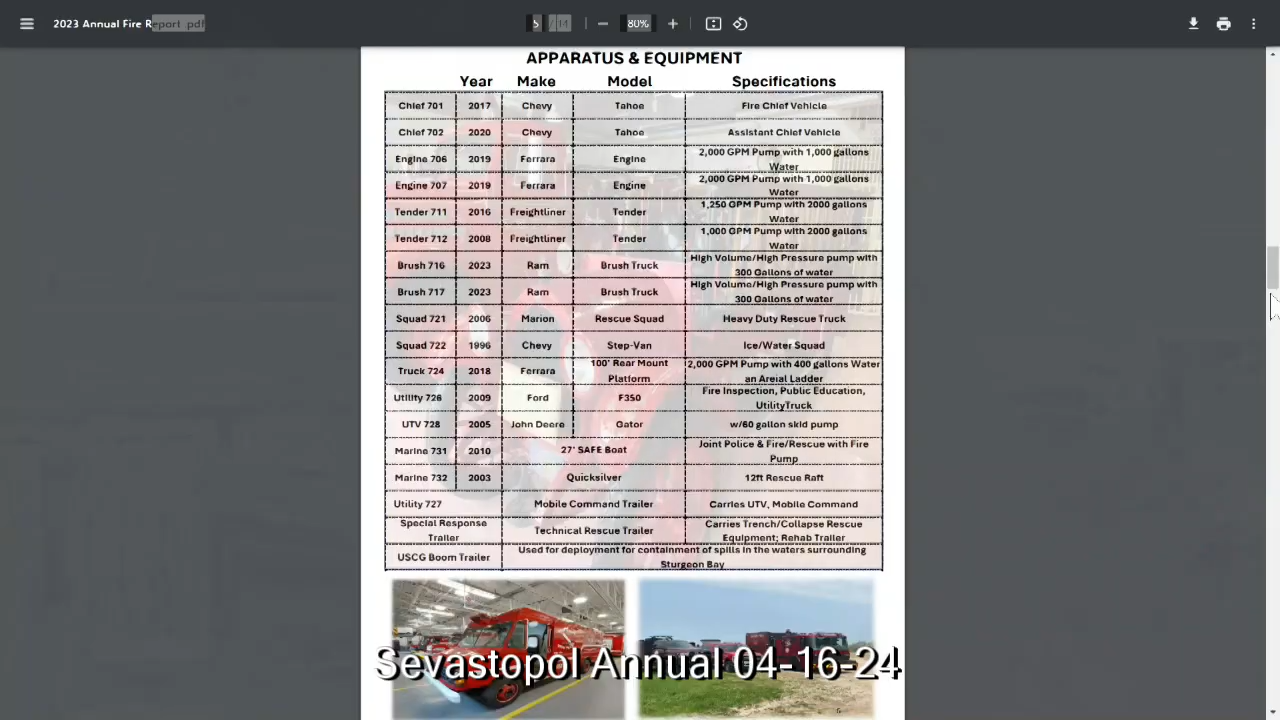 2023 Annual Fire Report.pdf
5 / 14
80%
APPARATUS & EQUIPMENT
Year Make Model Specifications
Chief 701 2017 Chevy Tahoe Fire Chief Vehicle
Chief 702 2020 Chevy Tahoe Assistant Chief Vehicle
Engine 706 2019 Ferrara Engine 2,000 GPM Pump with 1,000 gallons
Water
Engine 707 2019 Ferrara Engine 2,000 GPM Pump with 1,000 gallons
Water
Tender 711 2016 Freightliner Tender 1,250 GPM Pump with 2000 gallons
Water
Tender 712 2008 Freightliner Tender 1,000 GPM Pump with 2000 gallons
Water
Brush 716 2023 Ram Brush Truck High Volume/High Pressure pump with
300 Gallons of water
Brush 717 2023 Ram Brush Truck High Volume/High Pressure pump with
300 Gallons of water
Squad 721 2006 Marion Rescue Squad Heavy Duty Rescue Truck
Squad 722 1996 Chevy Step-Van Ice/Water Squad
Truck 724 2018 Ferrara 100' Rear Mount Platform 2,000 GPM Pump with 400 gallons Water
an Areial Ladder
Utility 726 2009 Ford F350 Fire Inspection, Public Education,
UtilityTruck
UTV 728 2005 John Deere Gator w/60 gallon skid pump
Marine 731 2010 27' SAFE Boat Joint Police & Fire/Rescue with Fire
Pump
Marine 732 2003 Quicksilver 12ft Rescue Raft
Utility 727 Mobile Command Trailer Carries UTV, Mobile Command
Special Response Trailer Technical Rescue Trailer Carries Trench/Collapse Rescue
Equipment; Rehab Trailer
USCG Boom Trailer Used for deployment for containment of spills in the waters surrounding
Sturgeon Bay
Sevastopol Annual 04-16-24